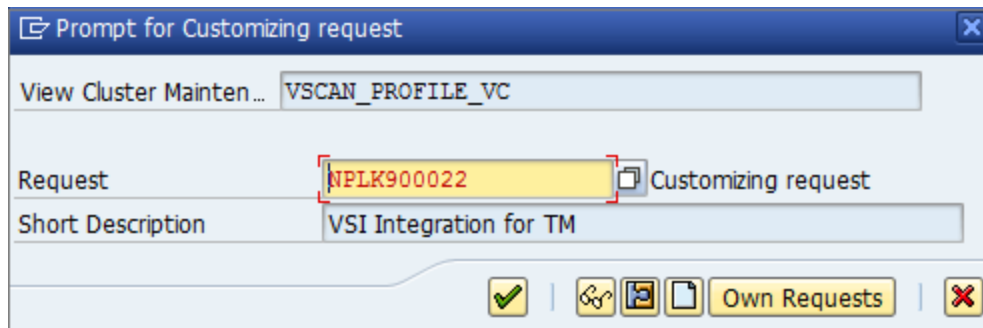 Prompt for Customizing request
View Cluster Mainten... VSCAN_PROFILE_VC
Request NPLK900022 Customizing request
Short Description VSI Integration for TM
Own Requests